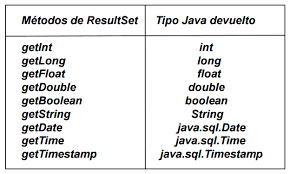 Métodos de ResultSet Tipo Java devuelto
getInt int
getLong long
getFloat float
getDouble double
getBoolean boolean
getString String
getDate java.sql.Date
getTime java.sql.Time
getTimestamp java.sql.Timestamp